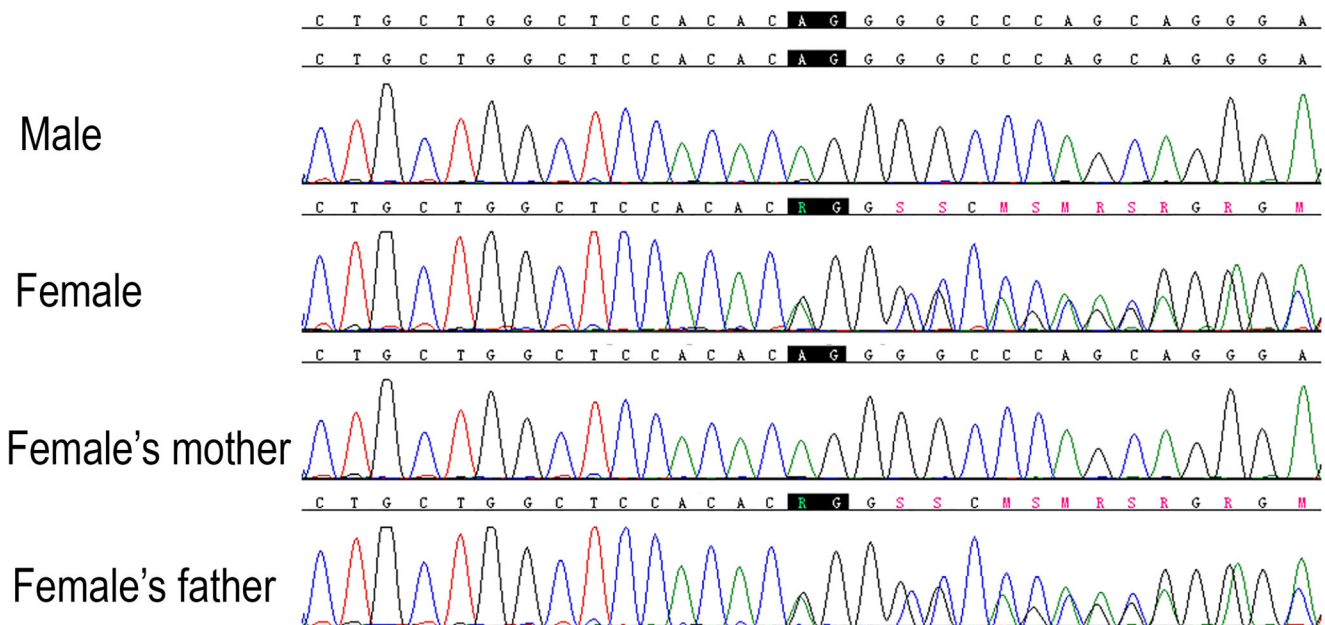 C T G C T G G C T C C A C A C A G G G G C C C A G C A G G G A
C T G C T G G C T C C A C A C A G G G G C C C A G C A G G G A
Male
C T G C T G G C T C C A C A C R G G S S C M S M R S R G R G M
Female
C T G C T G G C T C C A C A C A G G G G C C C A G C A G G G A
Female's mother
C T G C T G G C T C C A C A C R G G S S C M S M R S R G R G M
Female's father